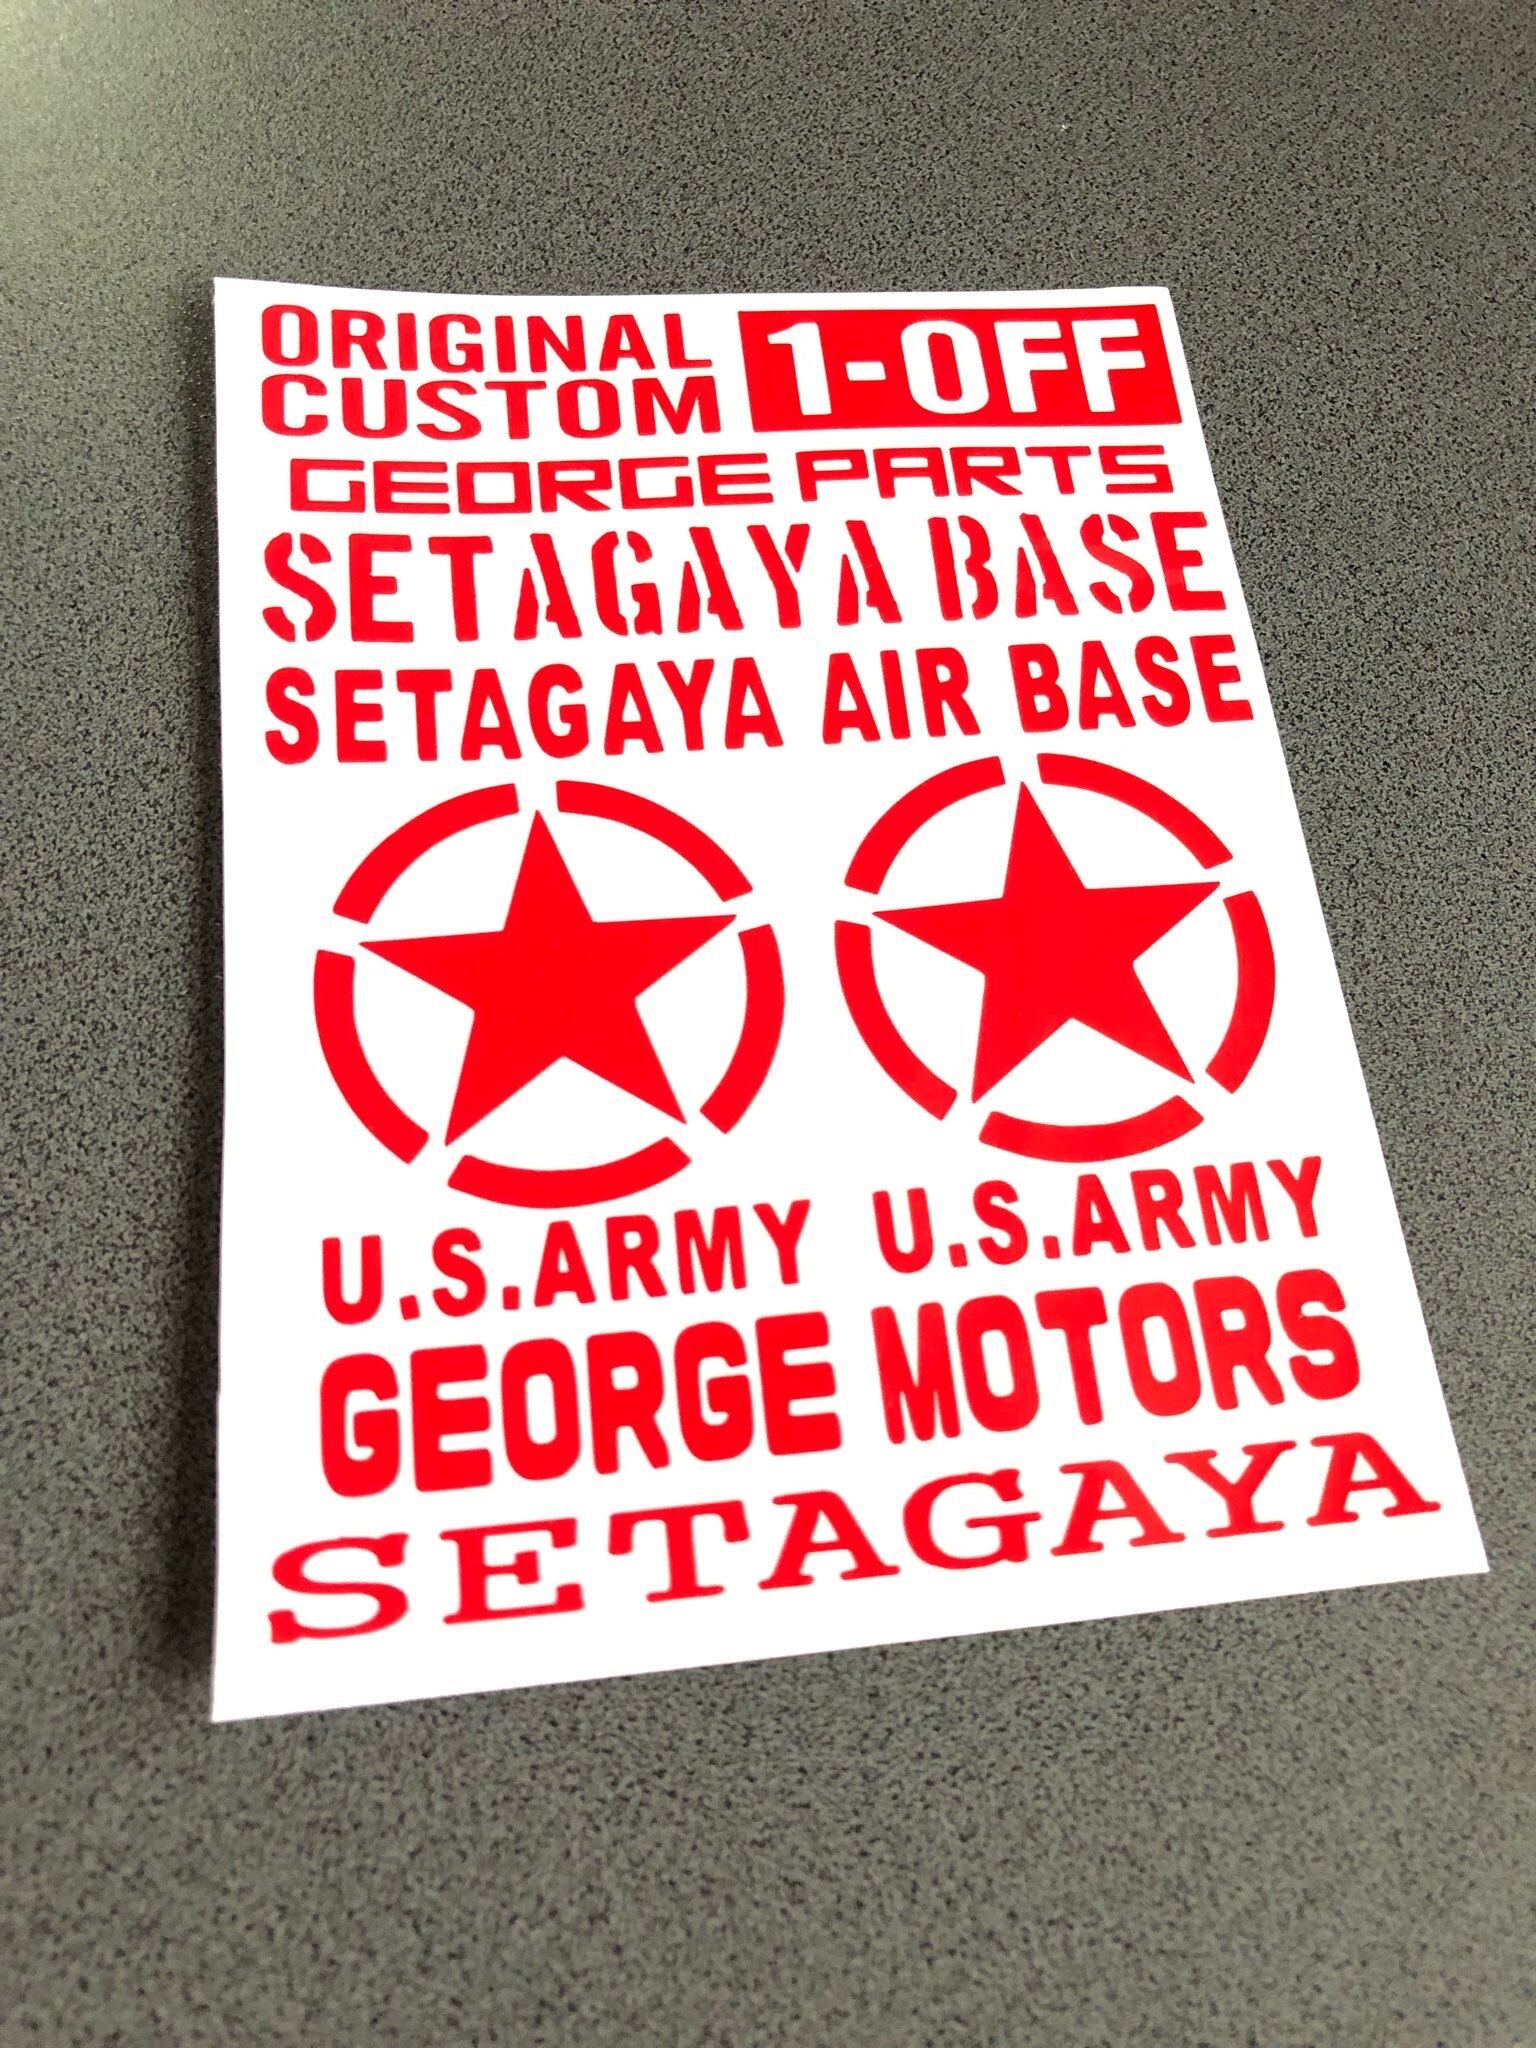 ORIGINAL
CUSTOM
1-OFF
GEORGE PARTS
SETAGAYA BASE
SETAGAYA AIR BASE
U.S.ARMY U.S.ARMY
GEORGE MOTORS
SETAGAYA